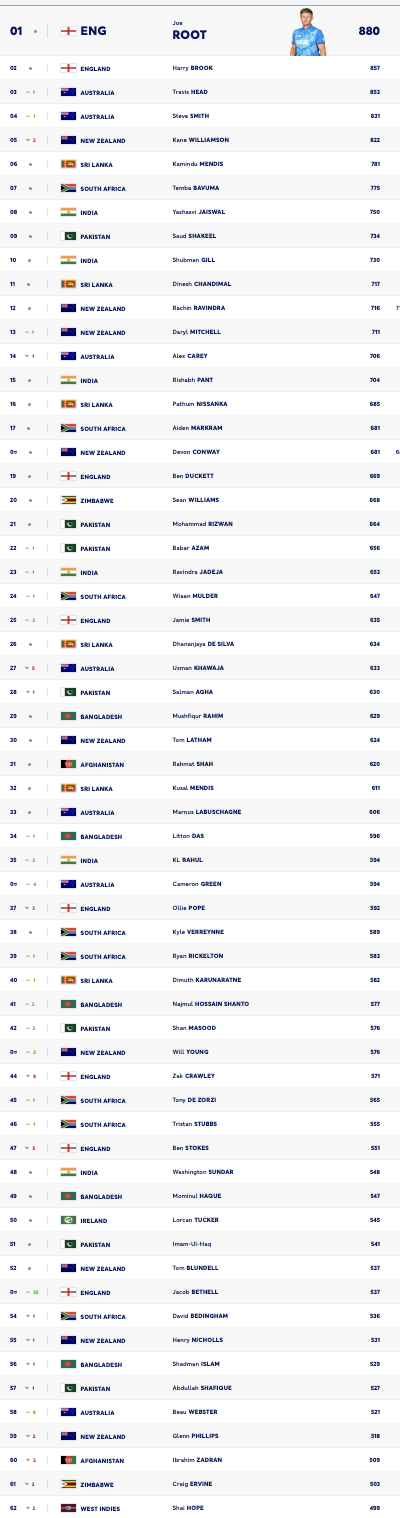 01 ENG Joe ROOT 880
02 ENGLAND Harry BROOK 857
03 1 AUSTRALIA Travis HEAD 853
04 1 AUSTRALIA Steve SMITH 831
05 2 NEW ZEALAND Kane WILLIAMSON 822
06 SRI LANKA Kamindu MENDIS 781
07 SOUTH AFRICA Temba BAVUMA 775
08 INDIA Yashasvi JAISWAL 750
09 PAKISTAN Saud SHAKEEL 734
10 INDIA Shubman GILL 730
11 SRI LANKA Dinesh CHANDIMAL 717
12 NEW ZEALAND Rachin RAVINDRA 716
13 NEW ZEALAND Daryl MITCHELL 711
14 1 AUSTRALIA Alex CAREY 706
15 INDIA Rishabh PANT 704
16 SRI LANKA Pathum NISSANKA 685
17 SOUTH AFRICA Aiden MARKRAM 681
0= NEW ZEALAND Devon CONWAY 681
19 ENGLAND Ben DUCKETT 669
20 ZIMBABWE Sean WILLIAMS 668
21 PAKISTAN Mohammad RIZWAN 664
22 1 PAKISTAN Babar AZAM 656
23 1 INDIA Ravindra JADEJA 653
24 1 SOUTH AFRICA Wiaan MULDER 647
25 ENGLAND Jamie SMITH 635
26 SRI LANKA Dhananjaya DE SILVA 634
27 5 AUSTRALIA Usman KHAWAJA 633
28 1 PAKISTAN Salman AGHA 630
29 BANGLADESH Mushfiqur RAHIM 629
30 NEW ZEALAND Tom LATHAM 624
31 AFGHANISTAN Rahmat SHAH 620
32 SRI LANKA Kusal MENDIS 611
33 AUSTRALIA Marnus LABUSCHAGNE 606
34 1 BANGLADESH Litton DAS 596
35 2 INDIA KL RAHUL 594
0= 4 AUSTRALIA Cameron GREEN 594
37 ENGLAND Ollie POPE 592
38 SOUTH AFRICA Kyle VERREYNNE 589
39 1 SOUTH AFRICA Ryan RICKELTON 583
40 1 SRI LANKA Dimuth KARUNARATNE 582
41 2 BANGLADESH Najmul HOSSAIN SHANTO 577
42 2 PAKISTAN Shan MASOOD 576
0= 2 NEW ZEALAND Will YOUNG 576
44 9 ENGLAND Zak CRAWLEY 571
45 1 SOUTH AFRICA Tony DE ZORZI 565
46 1 SOUTH AFRICA Tristan STUBBS 555
47 5 ENGLAND Ben STOKES 551
48 INDIA Washington SUNDAR 548
49 BANGLADESH Mominul HAQUE 547
50 IRELAND Lorcan TUCKER 545
51 PAKISTAN Imam-Ul-Haq 541
52 NEW ZEALAND Tom BLUNDELL 537
0= ENGLAND Jacob BETHELL 537
54 1 SOUTH AFRICA David BEDINGHAM 536
55 1 NEW ZEALAND Henry NICHOLLS 531
56 1 BANGLADESH Shadman ISLAM 529
57 1 PAKISTAN Abdullah SHAFIQUE 527
58 AUSTRALIA Beau WEBSTER 521
59 2 NEW ZEALAND Glenn PHILLIPS 518
60 2 AFGHANISTAN Ibrahim ZADRAN 509
61 2 ZIMBABWE Craig ERVINE 503
62 2 WEST INDIES Shai HOPE 499